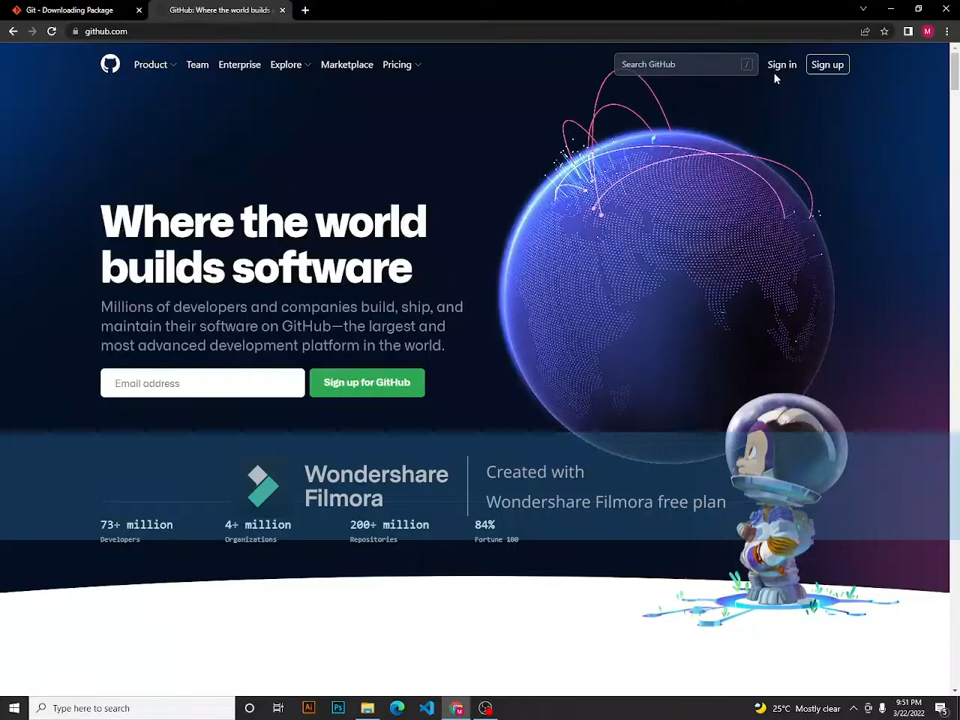 Git - Downloading Package
GitHub: Where the world builds
github.com
Product
Team
Enterprise
Explore
Marketplace
Pricing
Search GitHub
/
Sign in
Sign up
Where the world
builds software
Millions of developers and companies build, ship, and
maintain their software on GitHub—the largest and
most advanced development platform in the world.
Email address
Sign up for GitHub
Wondershare
Filmora
Created with
Wondershare Filmora free plan
73+ million
Developers
4+ million
Organizations
200+ million
Repositories
84%
Fortune 100
Type here to search
Ai
Ps
25°C Mostly clear
9:51 PM
3/22/2022
M